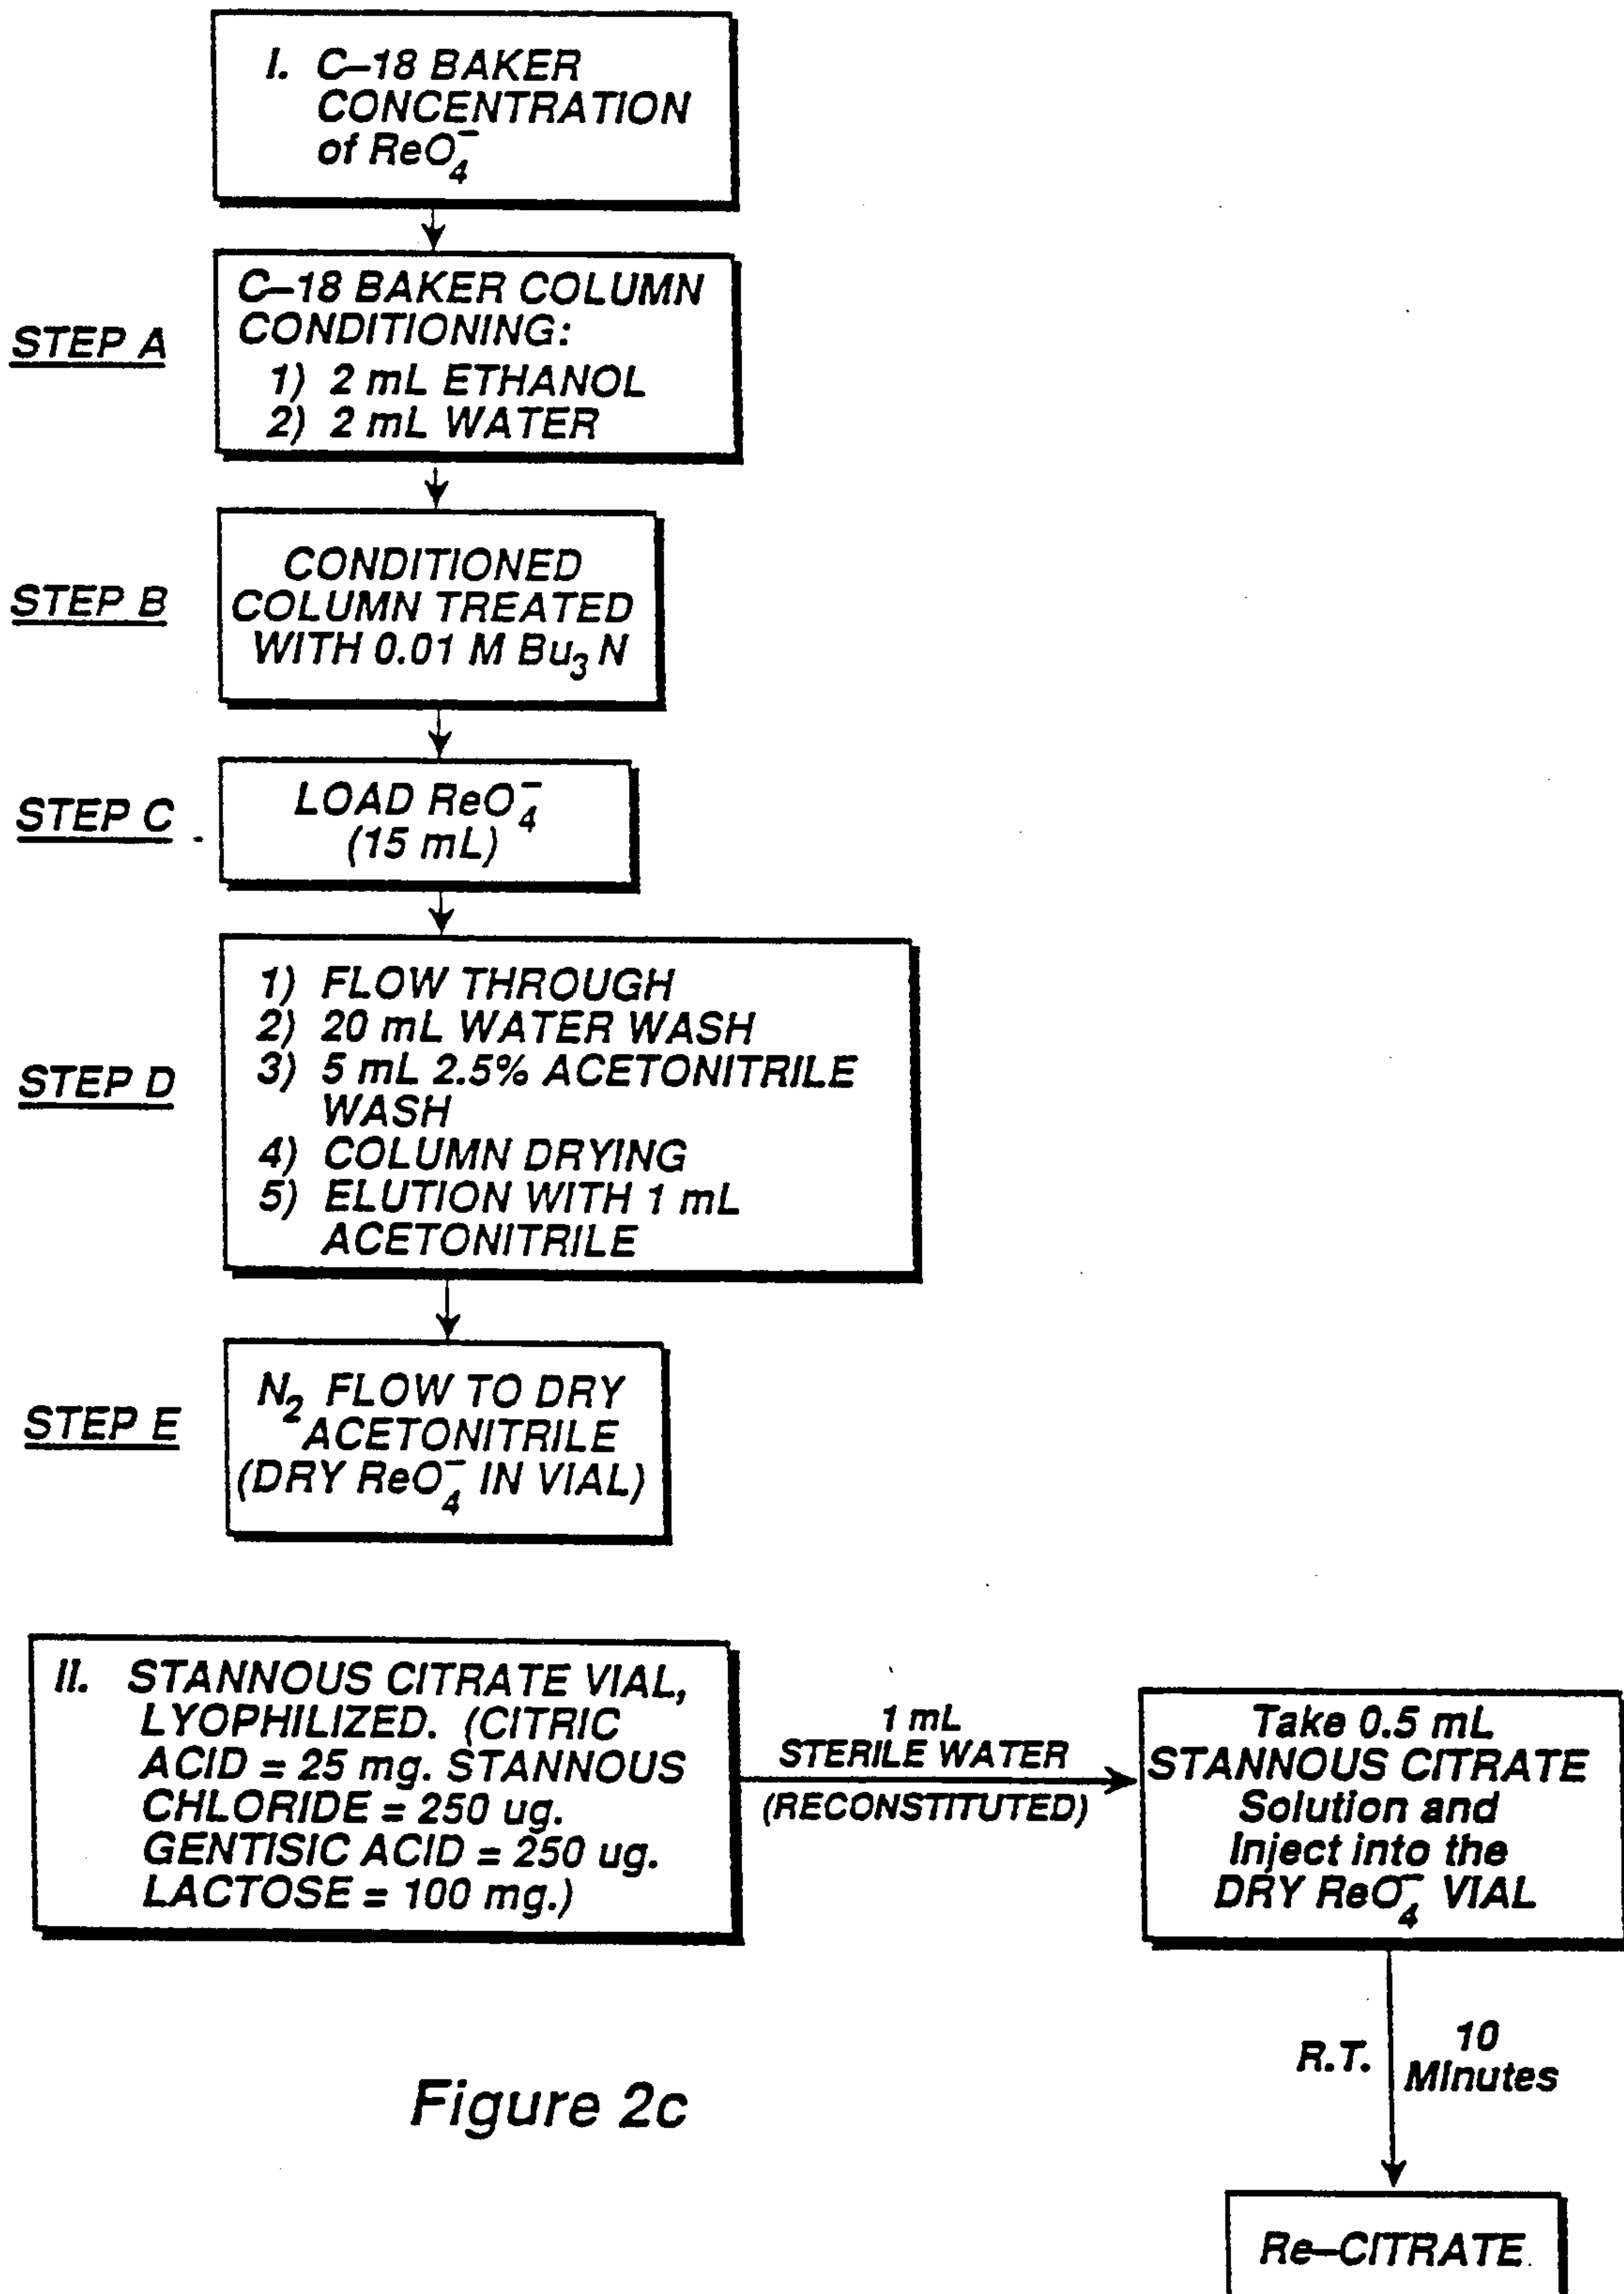 I. C–18 BAKER
CONCENTRATION
of ReO₄⁻
STEP A
C–18 BAKER COLUMN
CONDITIONING:
1) 2 mL ETHANOL
2) 2 mL WATER
STEP B
CONDITIONED
COLUMN TREATED
WITH 0.01 M Bu₃ N
STEP C
LOAD ReO₄⁻
(15 mL)
STEP D
1) FLOW THROUGH
2) 20 mL WATER WASH
3) 5 mL 2.5% ACETONITRILE
WASH
4) COLUMN DRYING
5) ELUTION WITH 1 mL
ACETONITRILE
STEP E
N₂ FLOW TO DRY
ACETONITRILE
(DRY ReO₄⁻ IN VIAL)
II. STANNOUS CITRATE VIAL,
LYOPHILIZED. (CITRIC
ACID = 25 mg. STANNOUS
CHLORIDE = 250 ug.
GENTISIC ACID = 250 ug.
LACTOSE = 100 mg.)
1 mL
STERILE WATER
(RECONSTITUTED)
Take 0.5 mL
STANNOUS CITRATE
Solution and
Inject into the
DRY ReO₄⁻ VIAL
R.T.
10
Minutes
Re–CITRATE
Figure 2c